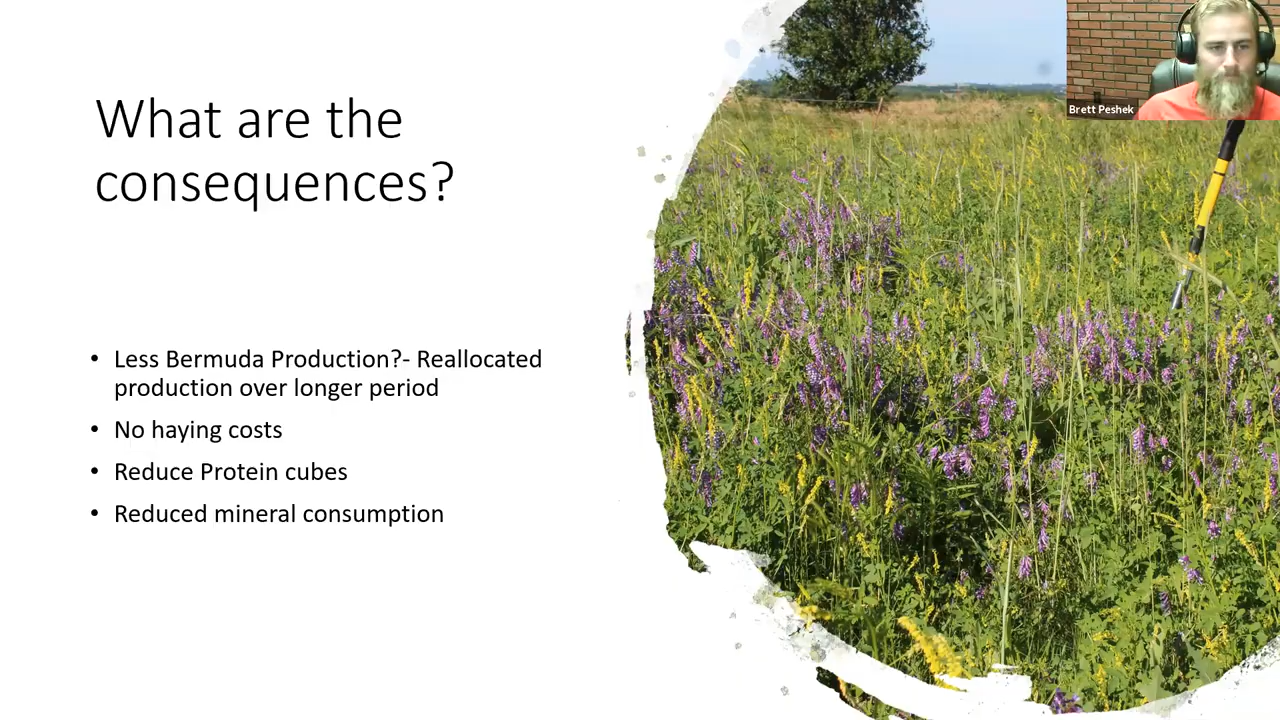 What are the
consequences?
• Less Bermuda Production?- Reallocated
production over longer period
• No haying costs
• Reduce Protein cubes
• Reduced mineral consumption
Brett Peshek